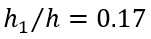 h₁/h = 0.17